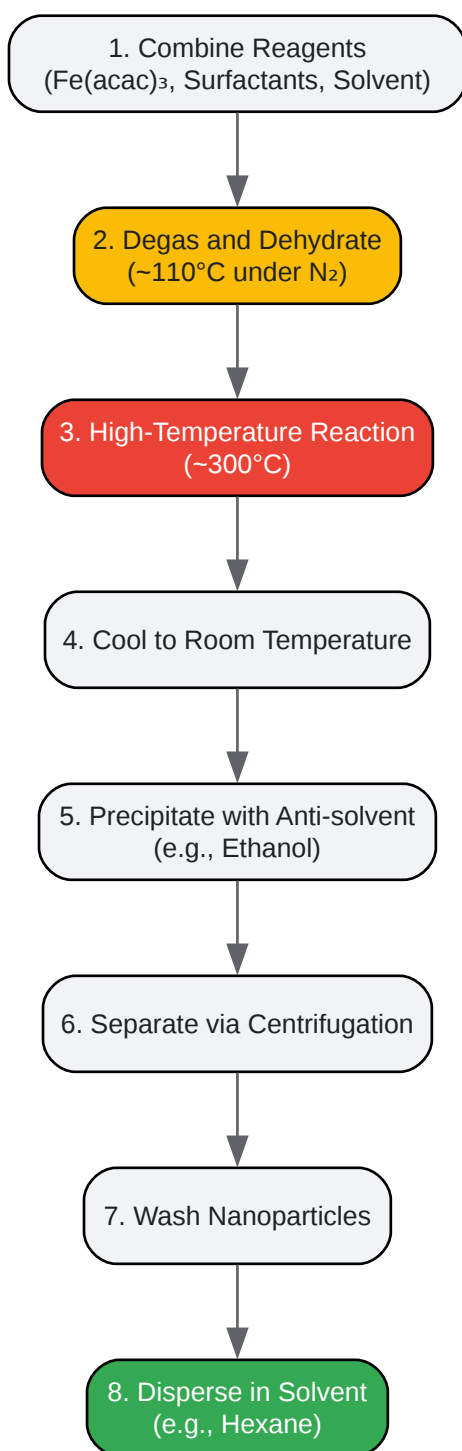 1. Combine Reagents
(Fe(acac)₃, Surfactants, Solvent)
2. Degas and Dehydrate
(~110°C under N₂)
3. High-Temperature Reaction
(~300°C)
4. Cool to Room Temperature
5. Precipitate with Anti-solvent
(e.g., Ethanol)
6. Separate via Centrifugation
7. Wash Nanoparticles
8. Disperse in Solvent
(e.g., Hexane)